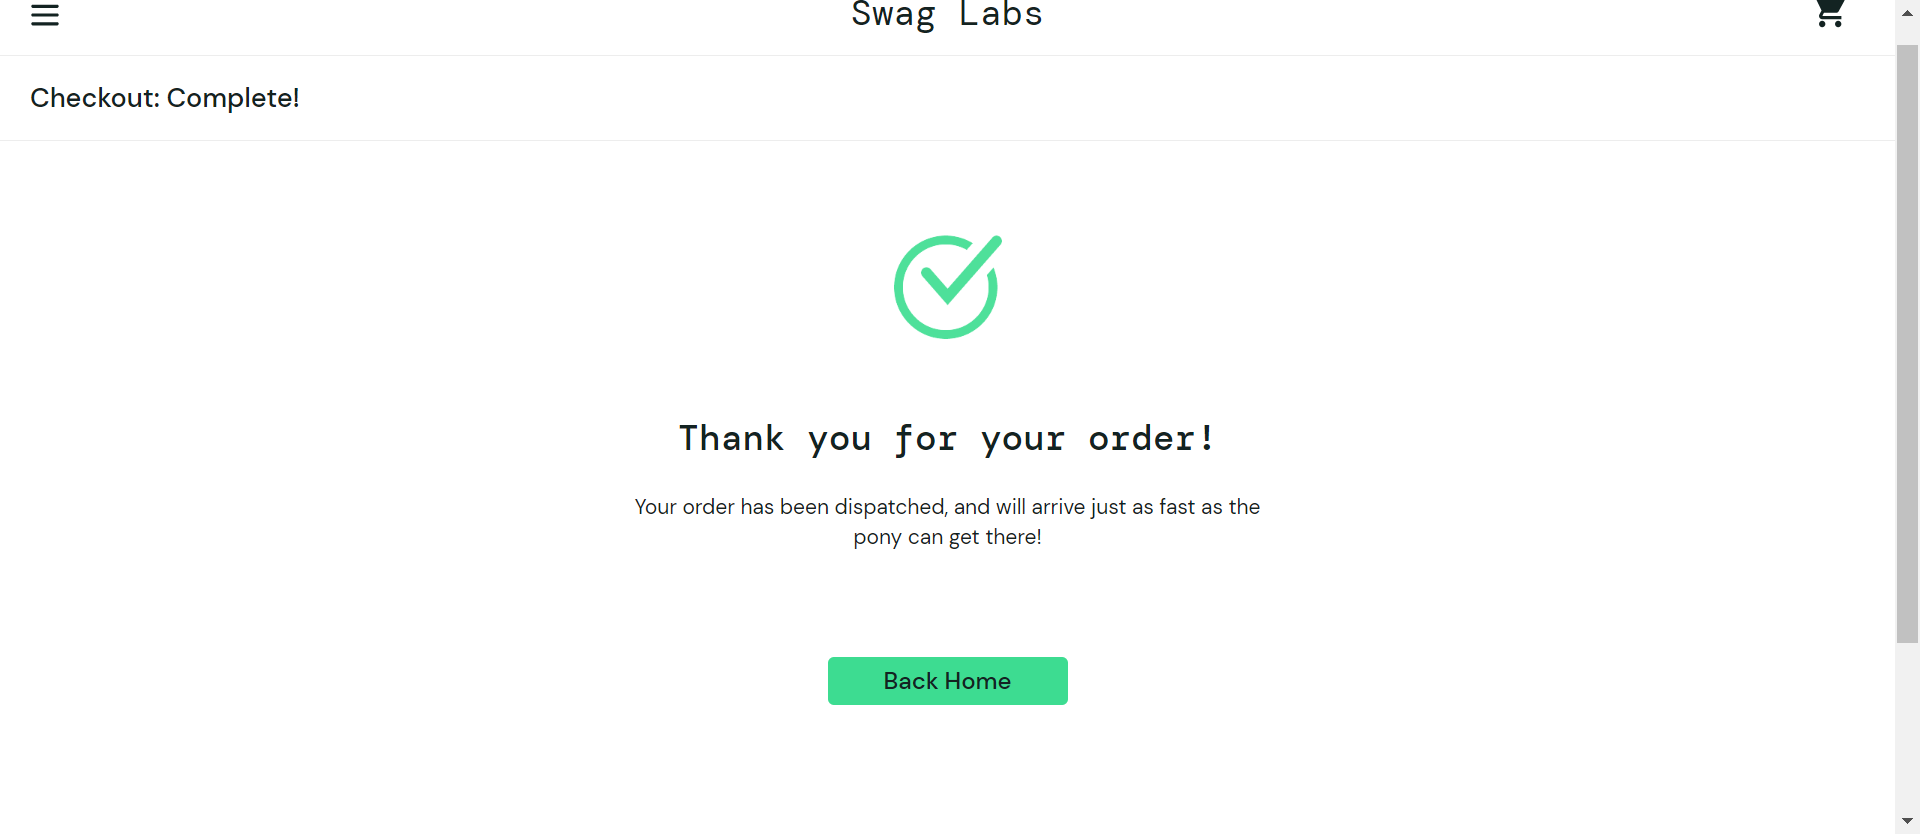 Swag Labs
Checkout: Complete!
Thank you for your order!
Your order has been dispatched, and will arrive just as fast as the
pony can get there!
Back Home